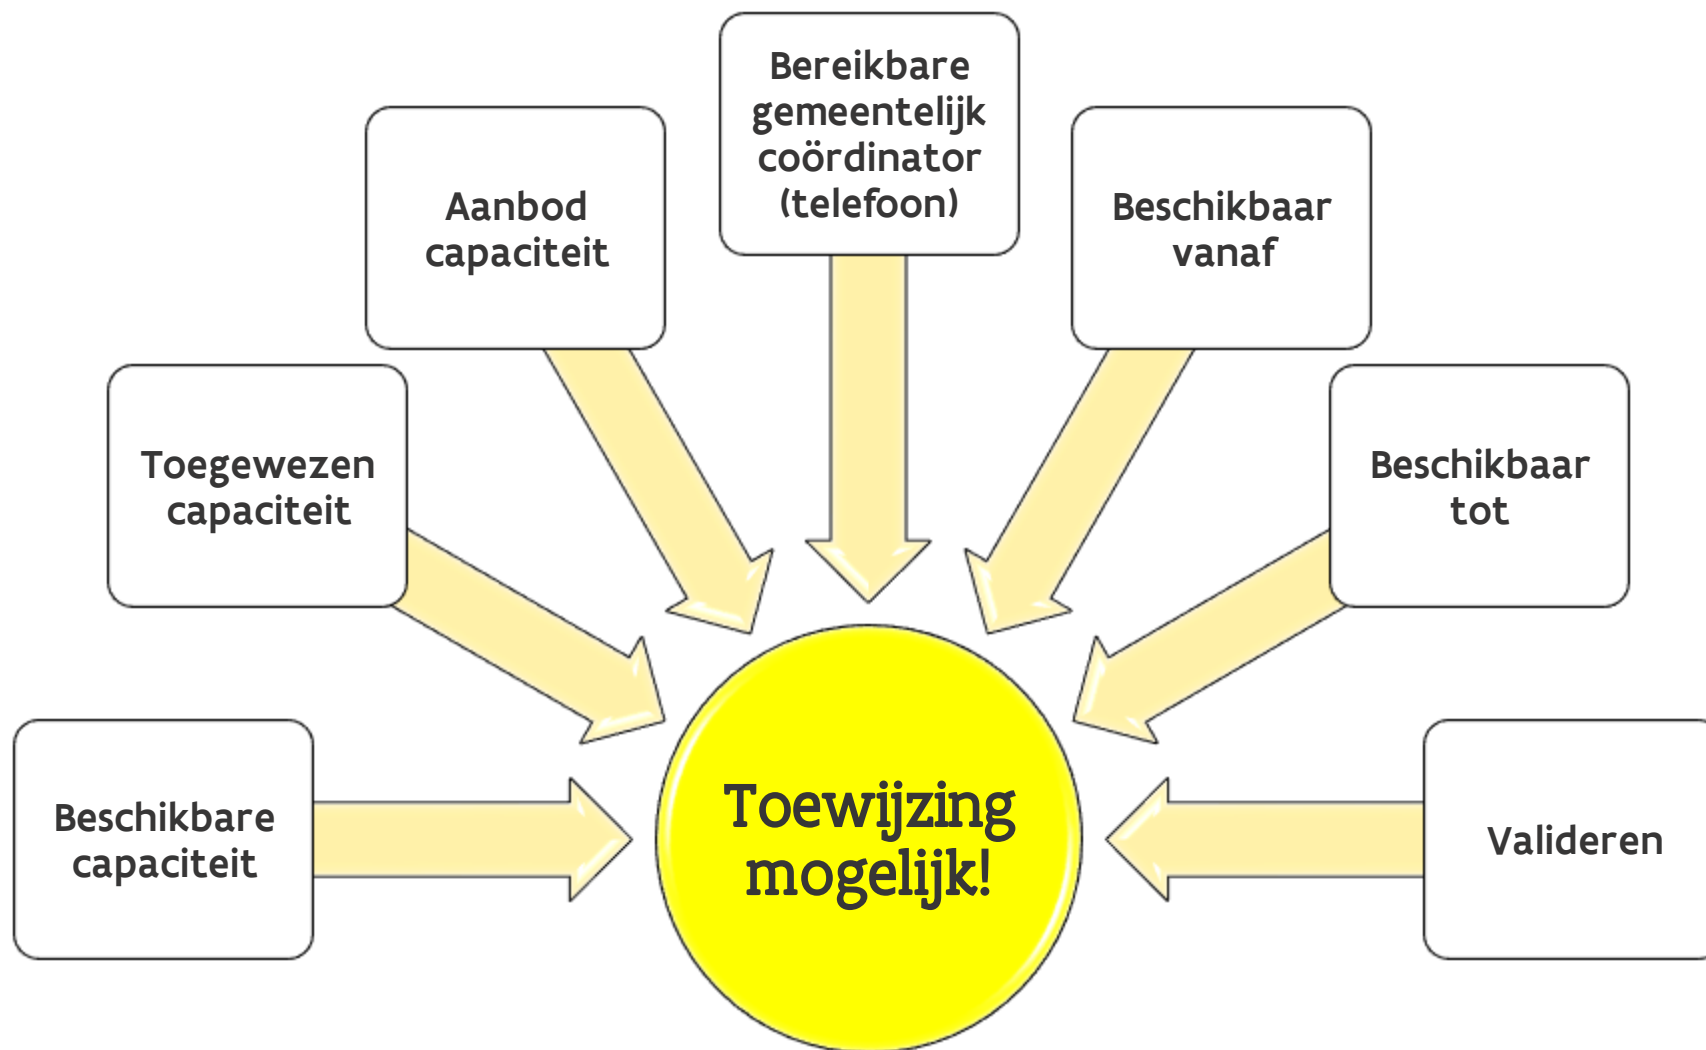 Bereikbare
gemeentelijk
coördinator
(telefoon)
Aanbod
capaciteit
Beschikbaar
vanaf
Toegewezen
capaciteit
Beschikbaar
tot
Beschikbare
capaciteit
Toewijzing
mogelijk!
Valideren